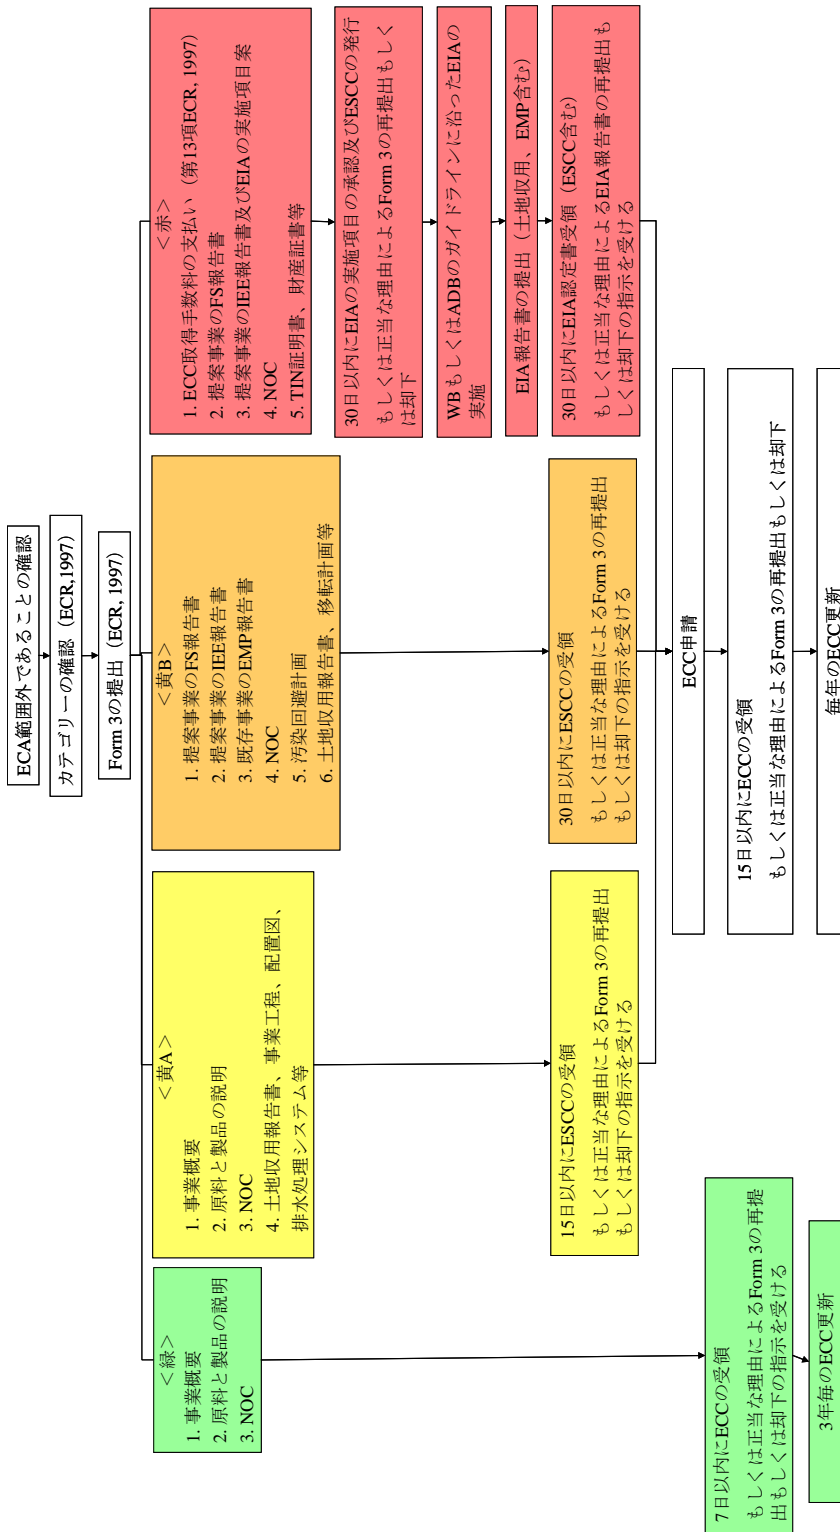 ECA範囲外であることの確認
カテゴリーの確認（ECR,1997）
Form 3の提出（ECR, 1997）
＜緑＞
1. 事業概要
2. 原料と製品の説明
3. NOC
＜黄A＞
1. 事業概要
2. 原料と製品の説明
3. NOC
4. 土地収用報告書、事業工程、配置図、
排水処理システム等
＜黄B＞
1. 提案事業のFS報告書
2. 提案事業のIEE報告書
3. 既存事業のEMP報告書
4. NOC
5. 汚染回避計画
6. 土地収用報告書、移転計画等
＜赤＞
1. ECC取得手数料の支払い（第13項ECR, 1997）
2. 提案事業のFS報告書
3. 提案事業のIEE報告書及びEIAの実施項目案
4. NOC
5. TIN証明書、財産証書等
30日以内にEIAの実施項目の承認及びESCCの発行
もしくは正当な理由によるForm 3の再提出もしく
は却下
WBもしくはADBのガイドラインに沿ったEIAの
実施
EIA報告書の提出（土地収用、EMP含む）
15日以内にESCCの受領
もしくは正当な理由によるForm 3の再提出
もしくは却下の指示を受ける
30日以内にESCCの受領
もしくは正当な理由によるForm 3の再提出
もしくは却下の指示を受ける
30日以内にEIA認定書受領（ESCC含む）
もしくは正当な理由によるEIA報告書の再提出も
しくは却下の指示を受ける
ECC申請
7日以内にECCの受領
もしくは正当な理由によるForm 3の再提
出もしくは却下の指示を受ける
15日以内にECCの受領
もしくは正当な理由によるForm 3の再提出もしくは却下
3年毎のECC更新
毎年のECC更新